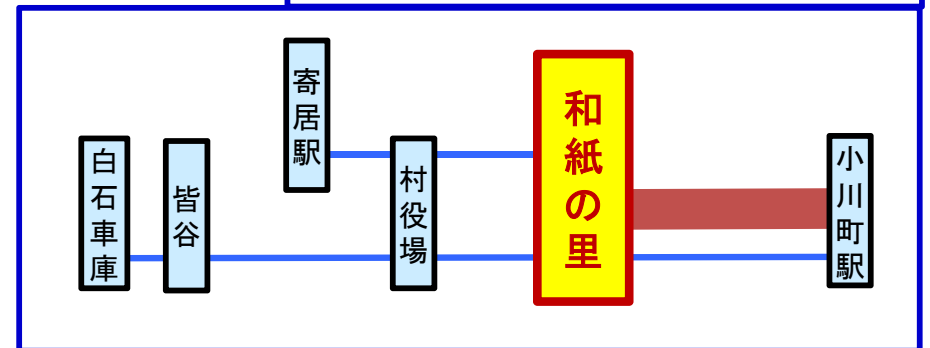 白石車庫
皆谷
寄居駅
村役場
和紙の里
小川町駅